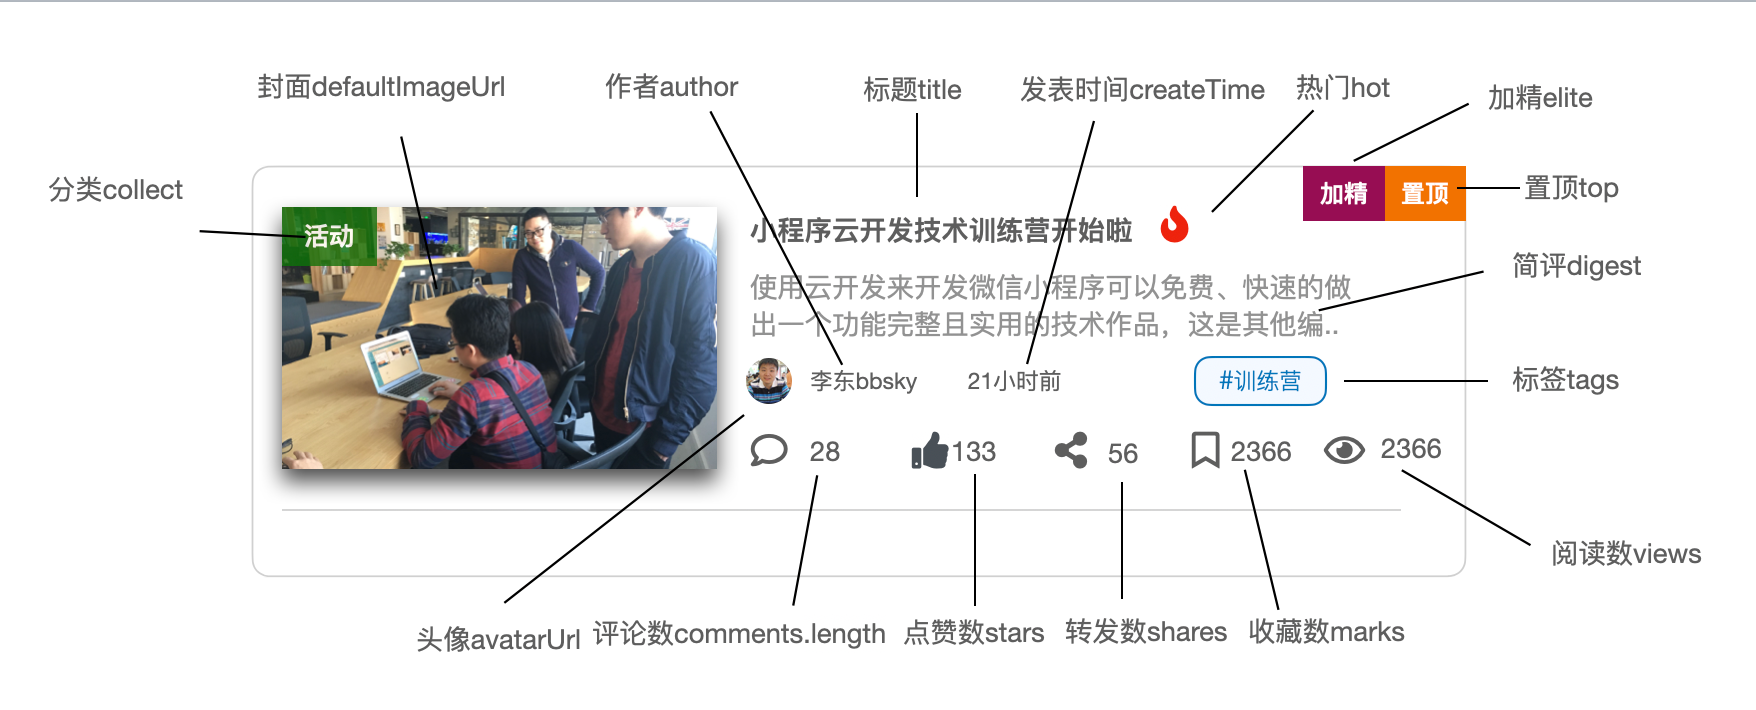 封面defaultImageUrl
作者author
标题title
发表时间createTime
热门hot
加精elite
分类collect
加精
置顶
置顶top
活动
小程序云开发技术训练营开始啦
简评digest
使用云开发来开发微信小程序可以免费、快速的做
出一个功能完整且实用的技术作品，这是其他编..
李东bbsky
21小时前
#训练营
标签tags
28
133
56
2366
2366
阅读数views
头像avatarUrl
评论数comments.length
点赞数stars
转发数shares
收藏数marks